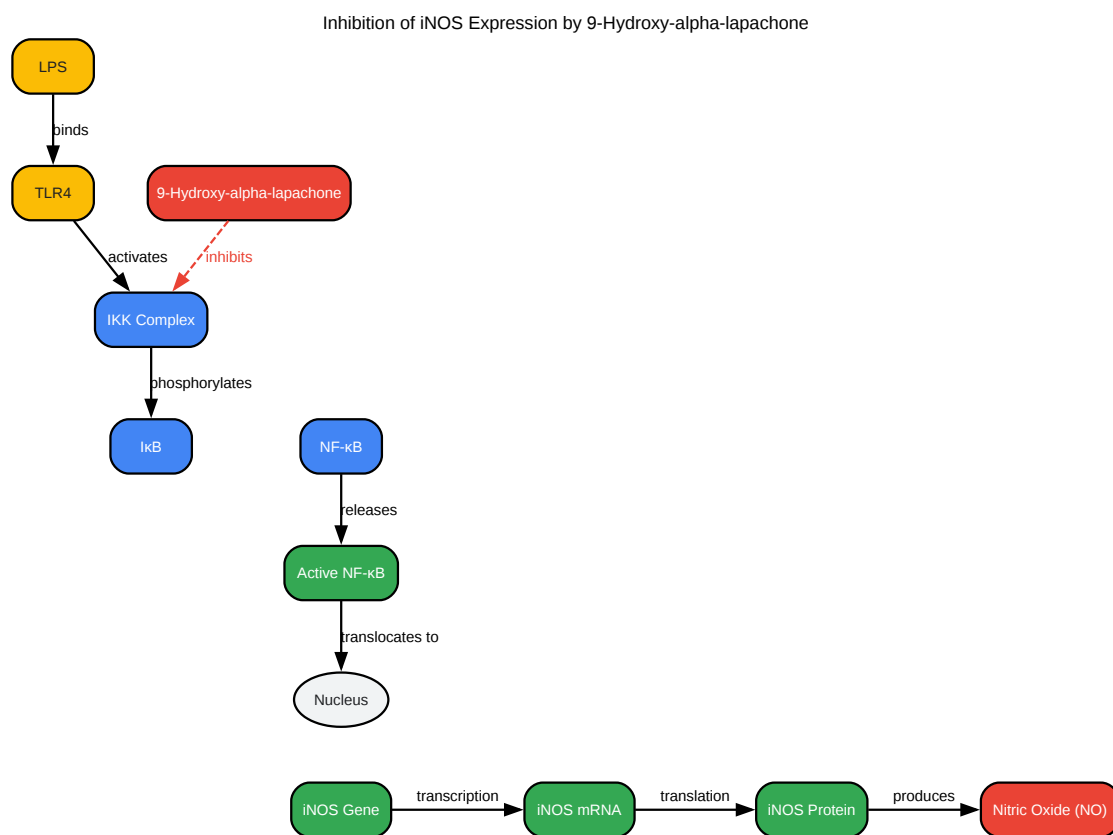 Inhibition of iNOS Expression by 9-Hydroxy-alpha-lapachone
LPS
binds
TLR4
9-Hydroxy-alpha-lapachone
activates
inhibits
IKK Complex
phosphorylates
IκB
NF-κB
releases
Active NF-κB
translocates to
Nucleus
iNOS Gene
transcription
iNOS mRNA
translation
iNOS Protein
produces
Nitric Oxide (NO)